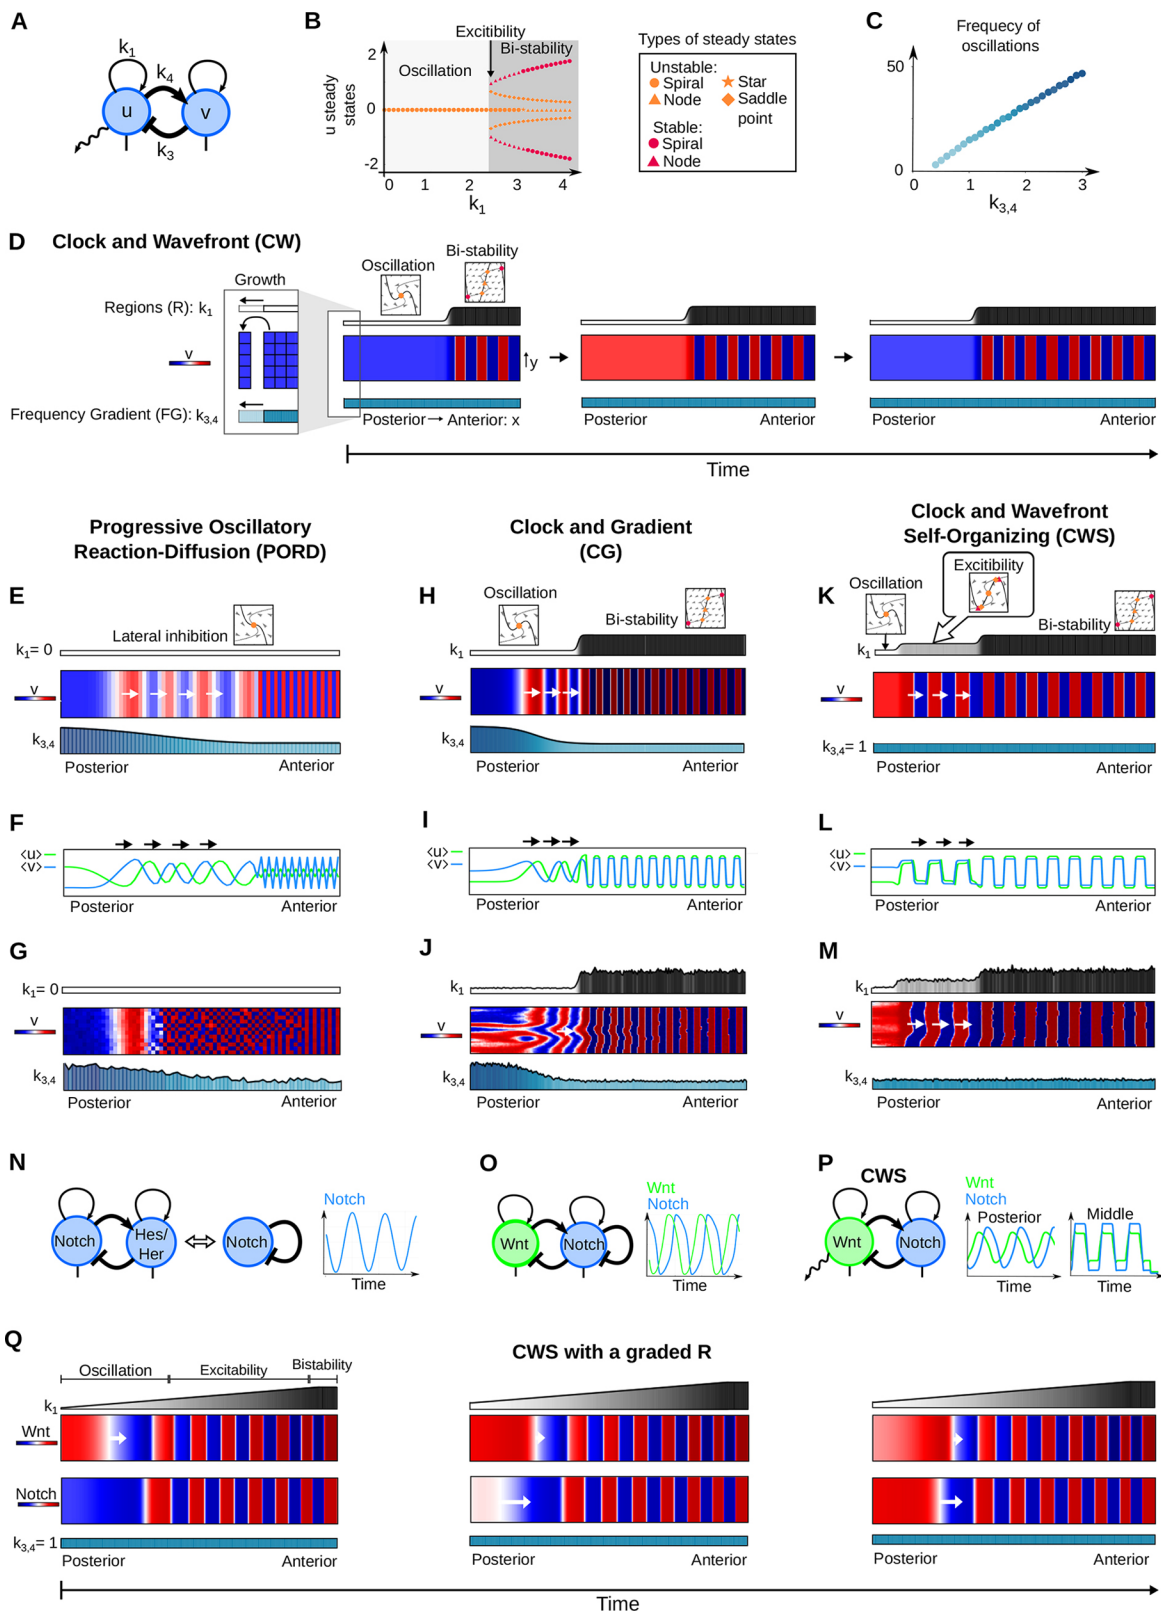 A
k1
k4
u
v
k3
B
Excitibility
Bi-stability
Oscillation
u steady
states
2
0
-2
0 1 2 3 4
k1
Types of steady states
Unstable:
Spiral
Star
Node
Saddle
point
Stable:
Spiral
Node
C
Frequecy of
oscillations
50
0
0 1 2 3
k3,4
D Clock and Wavefront (CW)
Growth
Regions (R): k1
v
Frequency Gradient (FG): k3,4
Oscillation
Bi-stability
y
Posterior → Anterior: x
Posterior Anterior
Posterior Anterior
Time
Progressive Oscillatory
Reaction-Diffusion (PORD)
Clock and Gradient
(CG)
Clock and Wavefront
Self-Organizing (CWS)
E
Lateral inhibition
k1= 0
v
k3,4
Posterior Anterior
H
Oscillation
Bi-stability
k1
v
k3,4
Posterior Anterior
K
Oscillation
Excitibility
Bi-stability
k1
v
k3,4= 1
Posterior Anterior
F
<u>
<v>
Posterior Anterior
I
<u>
<v>
Posterior Anterior
L
<u>
<v>
Posterior Anterior
G
k1= 0
v
k3,4
Posterior Anterior
J
k1
v
k3,4
Posterior Anterior
M
k1
v
k3,4
Posterior Anterior
N
Notch
Hes/
Her
Notch
Notch
Time
O
Wnt
Notch
Wnt
Notch
Time
P
CWS
Wnt
Notch
Wnt
Notch
Posterior
Time
Middle
Time
Q
CWS with a graded R
Oscillation Excitability Bistability
k1
Wnt
Notch
k3,4= 1
Posterior Anterior
Posterior Anterior
Posterior Anterior
Time